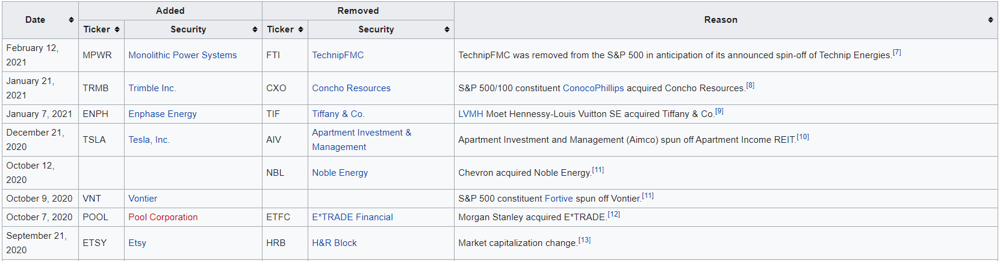 Date Added Removed Reason
Ticker Security Ticker Security
February 12, 2021 MPWR Monolithic Power Systems FTI TechnipFMC TechnipFMC was removed from the S&P 500 in anticipation of its announced spin-off of Technip Energies.[7]
January 21, 2021 TRMB Trimble Inc. CXO Concho Resources S&P 500/100 constituent ConocoPhillips acquired Concho Resources.[8]
January 7, 2021 ENPH Enphase Energy TIF Tiffany & Co. LVMH Moet Hennessy-Louis Vuitton SE acquired Tiffany & Co.[9]
December 21, 2020 TSLA Tesla, Inc. AIV Apartment Investment & Management Apartment Investment and Management (Aimco) spun off Apartment Income REIT.[10]
October 12, 2020 NBL Noble Energy Chevron acquired Noble Energy.[11]
October 9, 2020 VNT Vontier S&P 500 constituent Fortive spun off Vontier.[11]
October 7, 2020 POOL Pool Corporation ETFC E*TRADE Financial Morgan Stanley acquired E*TRADE.[12]
September 21, 2020 ETSY Etsy HRB H&R Block Market capitalization change.[13]